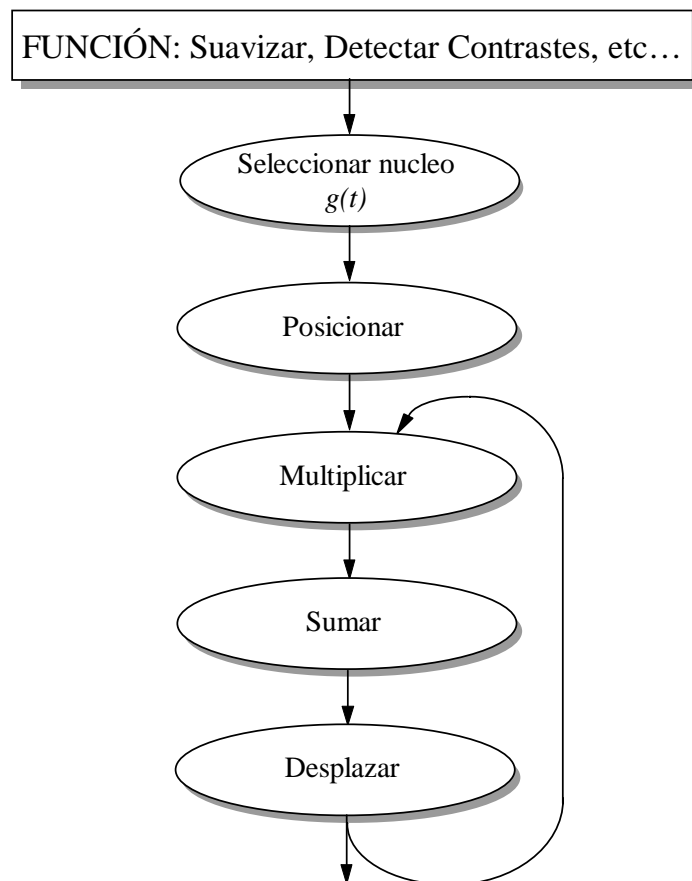 FUNCIÓN: Suavizar, Detectar Contrastes, etc…
Seleccionar nucleo
g(t)
Posicionar
Multiplicar
Sumar
Desplazar